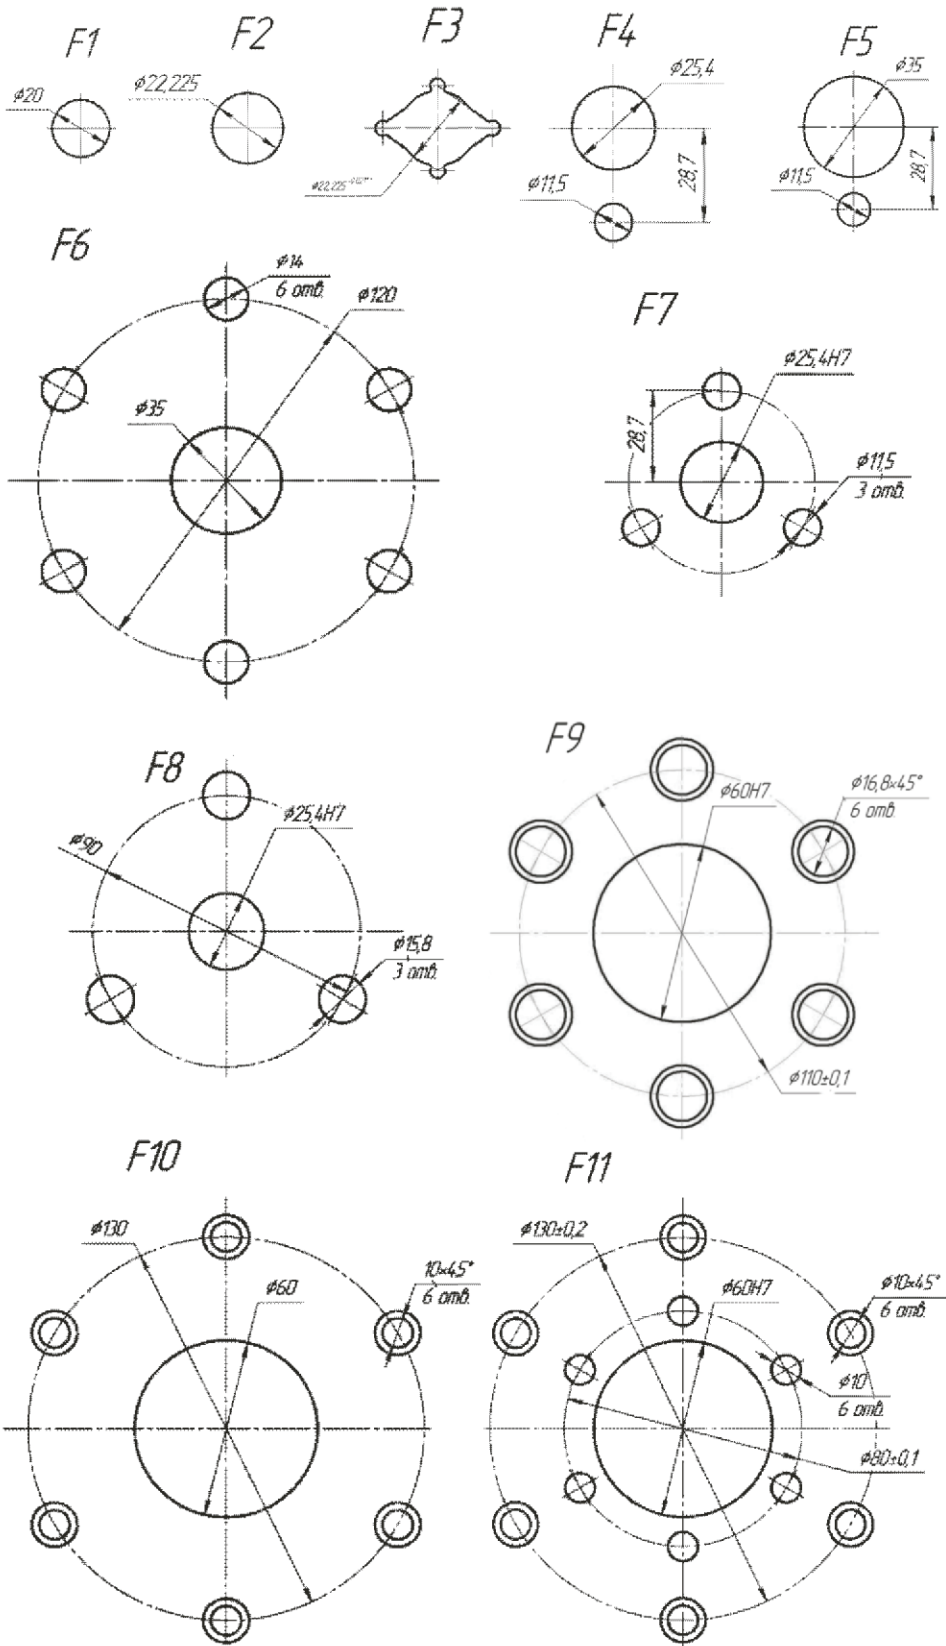 F1
F2
F3
F4
F5
ø20
ø22,225
ø25,4
ø35
ø11,5
28,7
ø11,5
28,7
F6
ø14
6 отв.
ø120
ø35
F7
ø25,4H7
28,7
ø11,5
3 отв.
F8
ø90
ø25,4H7
ø15,8
3 отв.
F9
ø60H7
ø16,8x45°
6 отв.
ø110±0,1
F10
ø130
ø60
10x45°
6 отв.
F11
ø130±0,2
ø60H7
ø10x45°
6 отв.
ø10
6 отв.
ø80±0,1